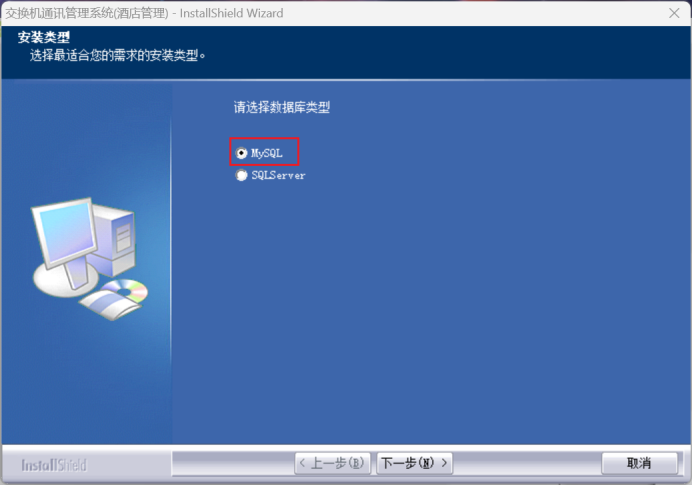 交换机通讯管理系统(酒店管理) - InstallShield Wizard
安装类型
选择最适合您的需求的安装类型。
请选择数据库类型
MySQL
SQLServer
InstallShield
< 上一步(B)
下一步(N) >
取消